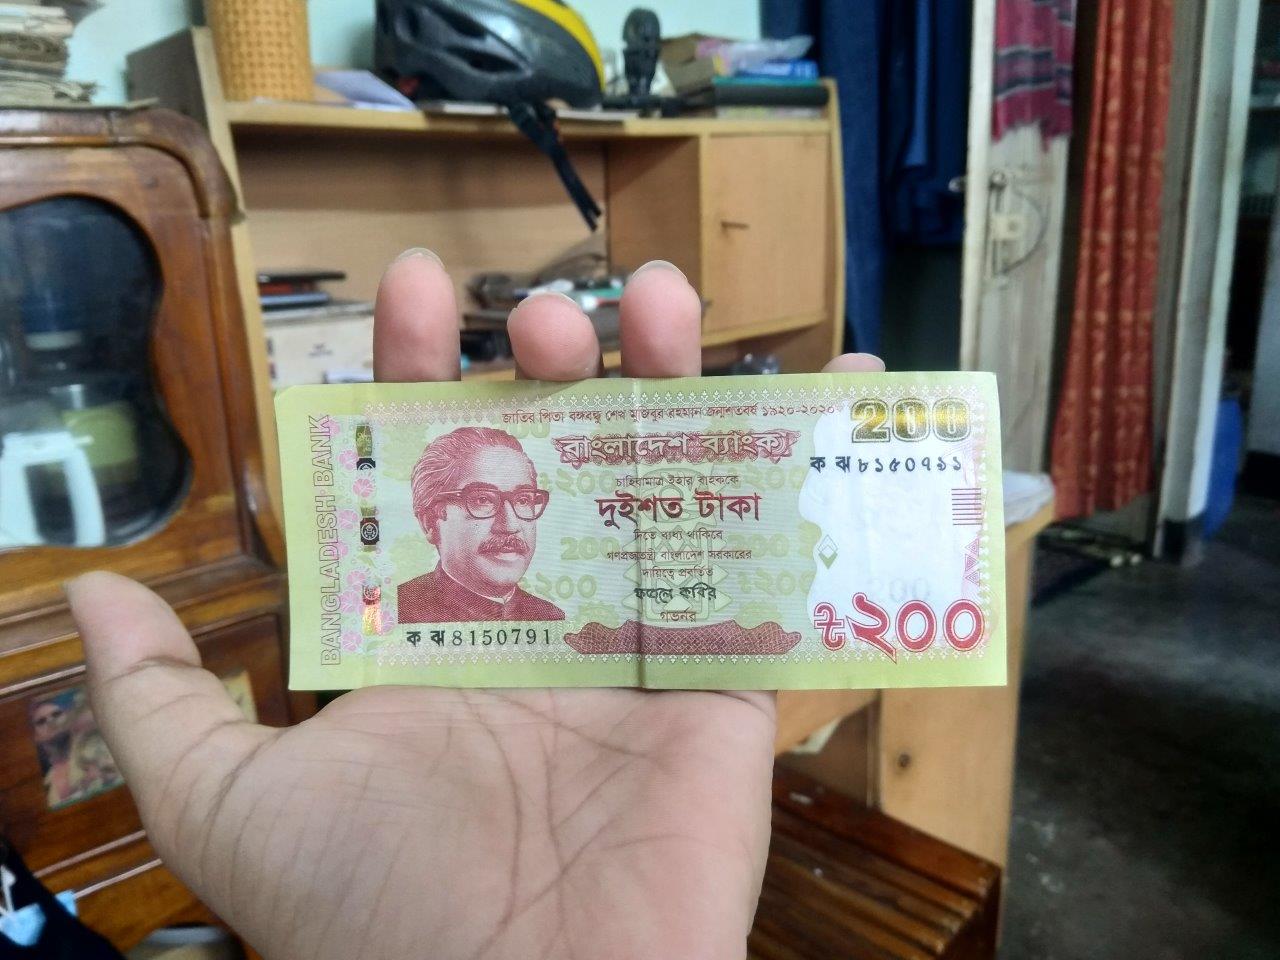 জাতির পিতা বঙ্গবন্ধু শেখ মুজিবুর রহমান জন্মশতবর্ষ ১৯২০-২০২০
200
বাংলাদেশ ব্যাংক
ক ঝ ৮১৫০৭৯১
চাহিবামাত্র ইহার বাহককে
দুইশত টাকা
দিতে বাধ্য থাকিবে
গণপ্রজাতন্ত্রী বাংলাদেশ সরকারের
দায়িত্বে প্রবর্তিত
ফজলে কবির
গভর্নর
ক ঝ 8150791
৳২০০
BANGLADESH BANK